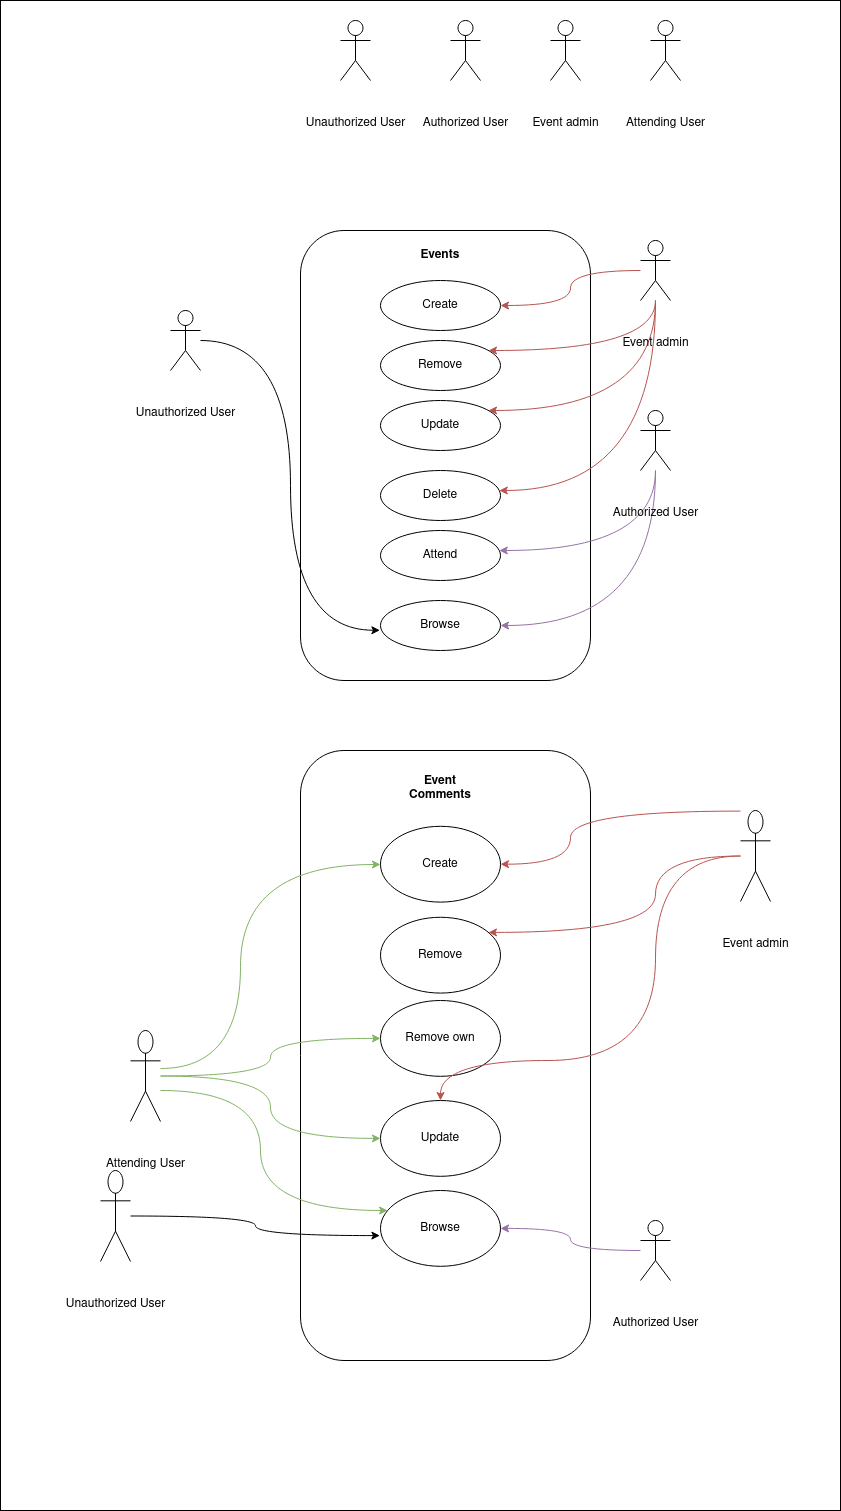 Unauthorized User
Authorized User
Event admin
Attending User
Events
Create
Remove
Event admin
Unauthorized User
Update
Delete
Authorized User
Attend
Browse
Event
Comments
Create
Event admin
Remove
Remove own
Update
Attending User
Browse
Unauthorized User
Authorized User